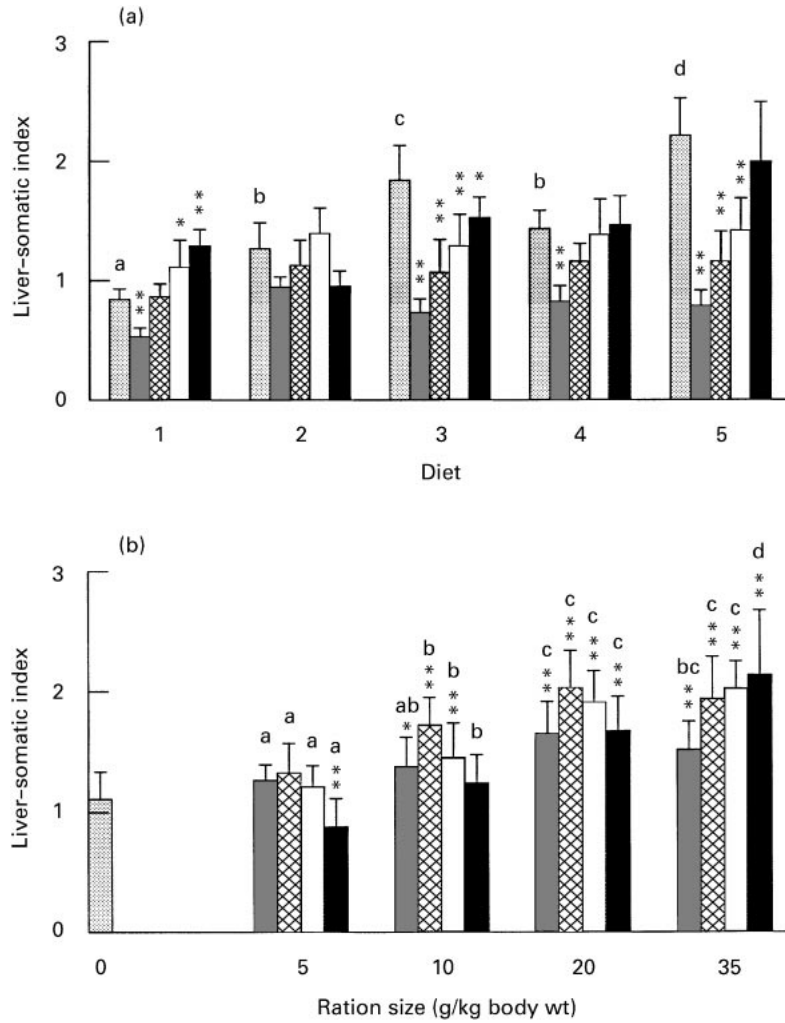 (a)
3
2
1
0
Liver–somatic index
a
**
*
**
b
c
**
**
**
*
b
**
d
**
**
**
1 2 3 4 5
Diet
(b)
3
2
1
0
Liver–somatic index
a
a
a
a
**
ab
*
b
**
b
**
b
c
**
c
**
c
**
c
**
bc
**
c
**
c
**
d
**
0 5 10 20 35
Ration size (g/kg body wt)